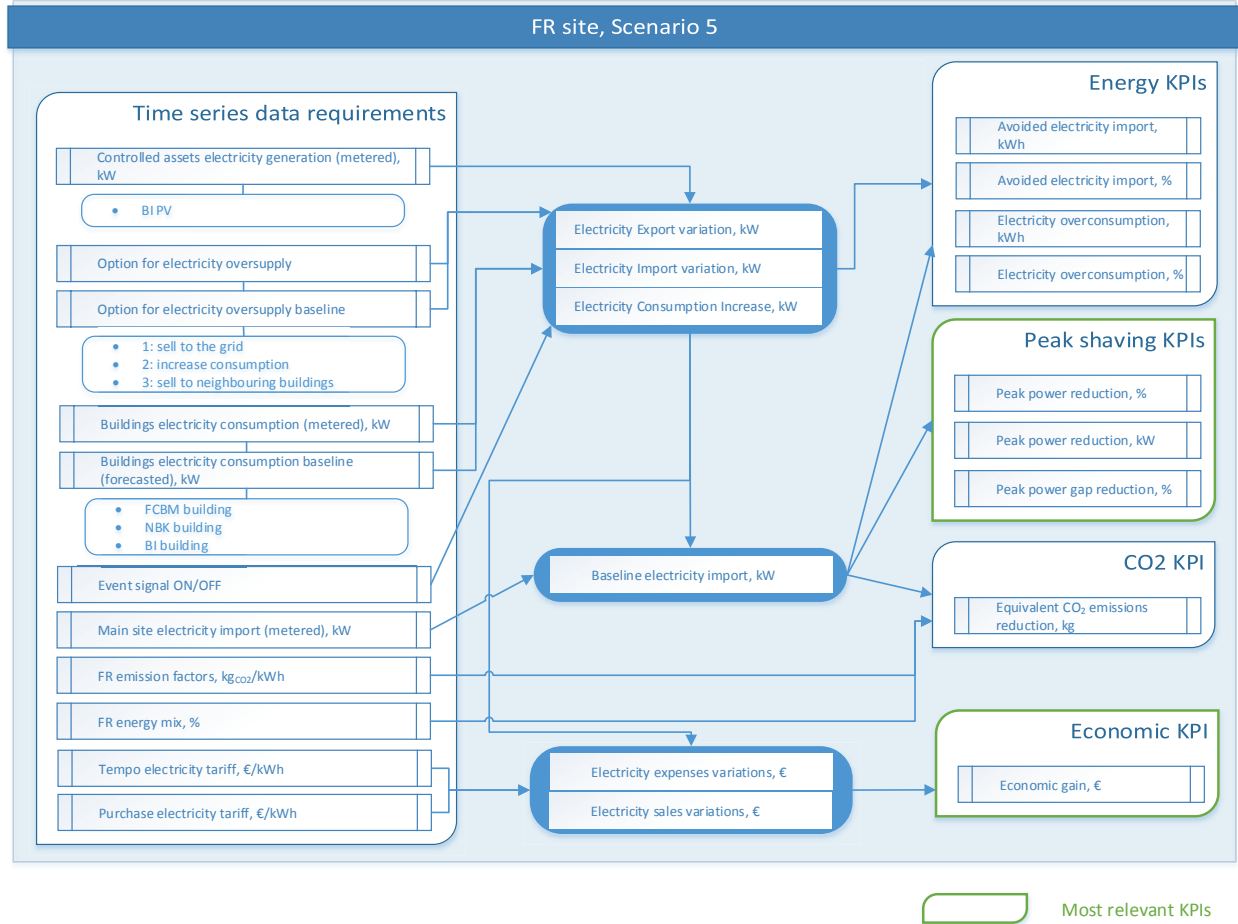 FR site, Scenario 5
Time series data requirements
Controlled assets electricity generation (metered),
kW
• BI PV
Option for electricity oversupply
Option for electricity oversupply baseline
• 1: sell to the grid
• 2: increase consumption
• 3: sell to neighbouring buildings
Buildings electricity consumption (metered), kW
Buildings electricity consumption baseline
(forecasted), kW
• FCBM building
• NBK building
• BI building
Event signal ON/OFF
Main site electricity import (metered), kW
FR emission factors, kgCO2/kWh
FR energy mix, %
Tempo electricity tariff, €/kWh
Purchase electricity tariff, €/kWh
Electricity Export variation, kW
Electricity Import variation, kW
Electricity Consumption Increase, kW
Baseline electricity import, kW
Electricity expenses variations, €
Electricity sales variations, €
Energy KPIs
Avoided electricity import,
kWh
Avoided electricity import, %
Electricity overconsumption,
kWh
Electricity overconsumption, %
Peak shaving KPIs
Peak power reduction, %
Peak power reduction, kW
Peak power gap reduction, %
CO2 KPI
Equivalent CO₂ emissions
reduction, kg
Economic KPI
Economic gain, €
Most relevant KPIs